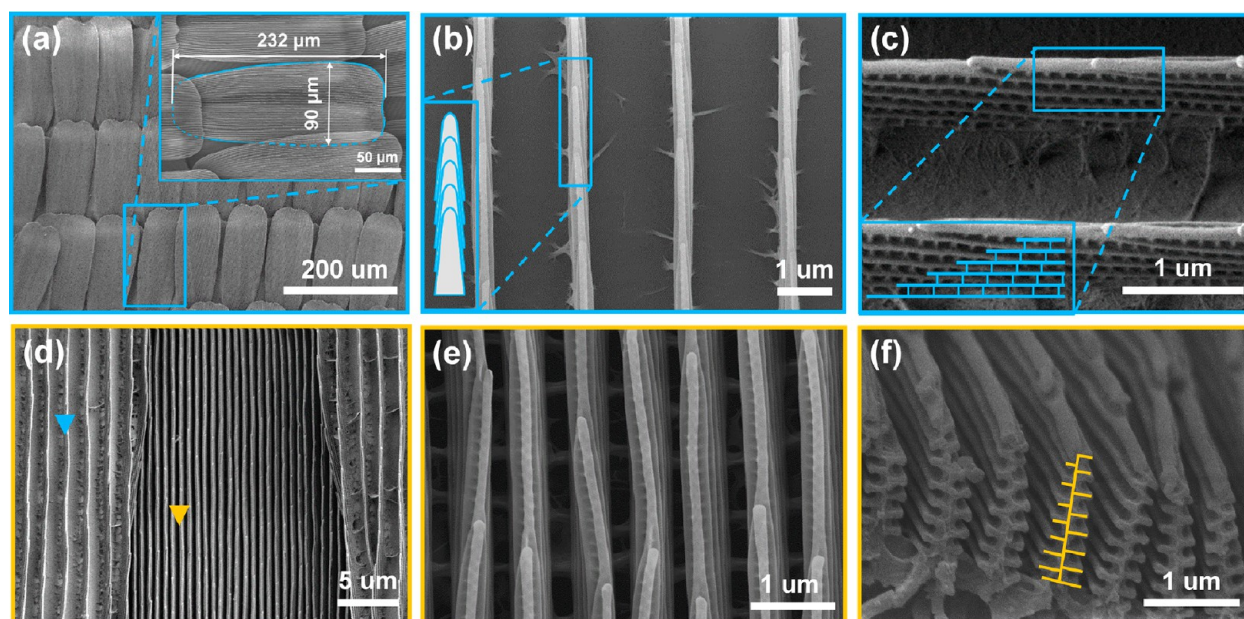 (a)
232 µm
90 µm
50 µm
200 um
(b)
1 um
(c)
1 um
(d)
5 um
(e)
1 um
(f)
1 um